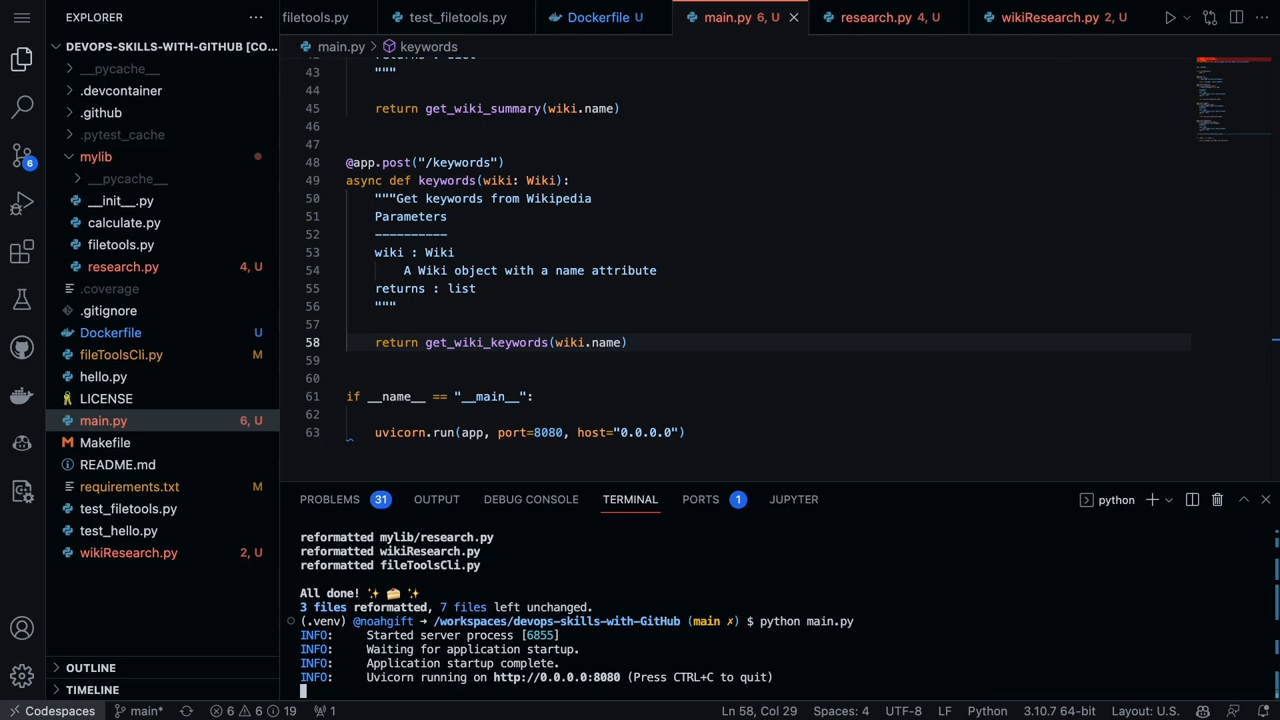 EXPLORER
DEVOPS-SKILLS-WITH-GITHUB [CO...
__pycache__
.devcontainer
.github
.pytest_cache
mylib
__pycache__
__init__.py
calculate.py
filetools.py
research.py 4, U
.coverage
.gitignore
Dockerfile U
fileToolsCli.py M
hello.py
LICENSE
main.py 6, U
Makefile
README.md
requirements.txt M
test_filetools.py
test_hello.py
wikiResearch.py 2, U
OUTLINE
TIMELINE
6
filetools.py test_filetools.py Dockerfile U main.py 6, U research.py 4, U wikiResearch.py 2, U
main.py > keywords
43 """
44
45 return get_wiki_summary(wiki.name)
46
47
48 @app.post("/keywords")
49 async def keywords(wiki: Wiki):
50 """Get keywords from Wikipedia
51 Parameters
52 ----------
53 wiki : Wiki
54 A Wiki object with a name attribute
55 returns : list
56 """
57
58 return get_wiki_keywords(wiki.name)
59
60
61 if __name__ == "__main__":
62
63 uvicorn.run(app, port=8080, host="0.0.0.0")
PROBLEMS 31 OUTPUT DEBUG CONSOLE TERMINAL PORTS 1 JUPYTER python
reformatted mylib/research.py
reformatted wikiResearch.py
reformatted fileToolsCli.py
All done! ✨ 🍰 ✨
3 files reformatted, 7 files left unchanged.
(.venv) @noahgift ➜ /workspaces/devops-skills-with-GitHub (main ✗) $ python main.py
INFO: Started server process [6855]
INFO: Waiting for application startup.
INFO: Application startup complete.
INFO: Uvicorn running on http://0.0.0.0:8080 (Press CTRL+C to quit)
Codespaces main* 6 6 19 1 Ln 58, Col 29 Spaces: 4 UTF-8 LF Python 3.10.7 64-bit Layout: U.S.